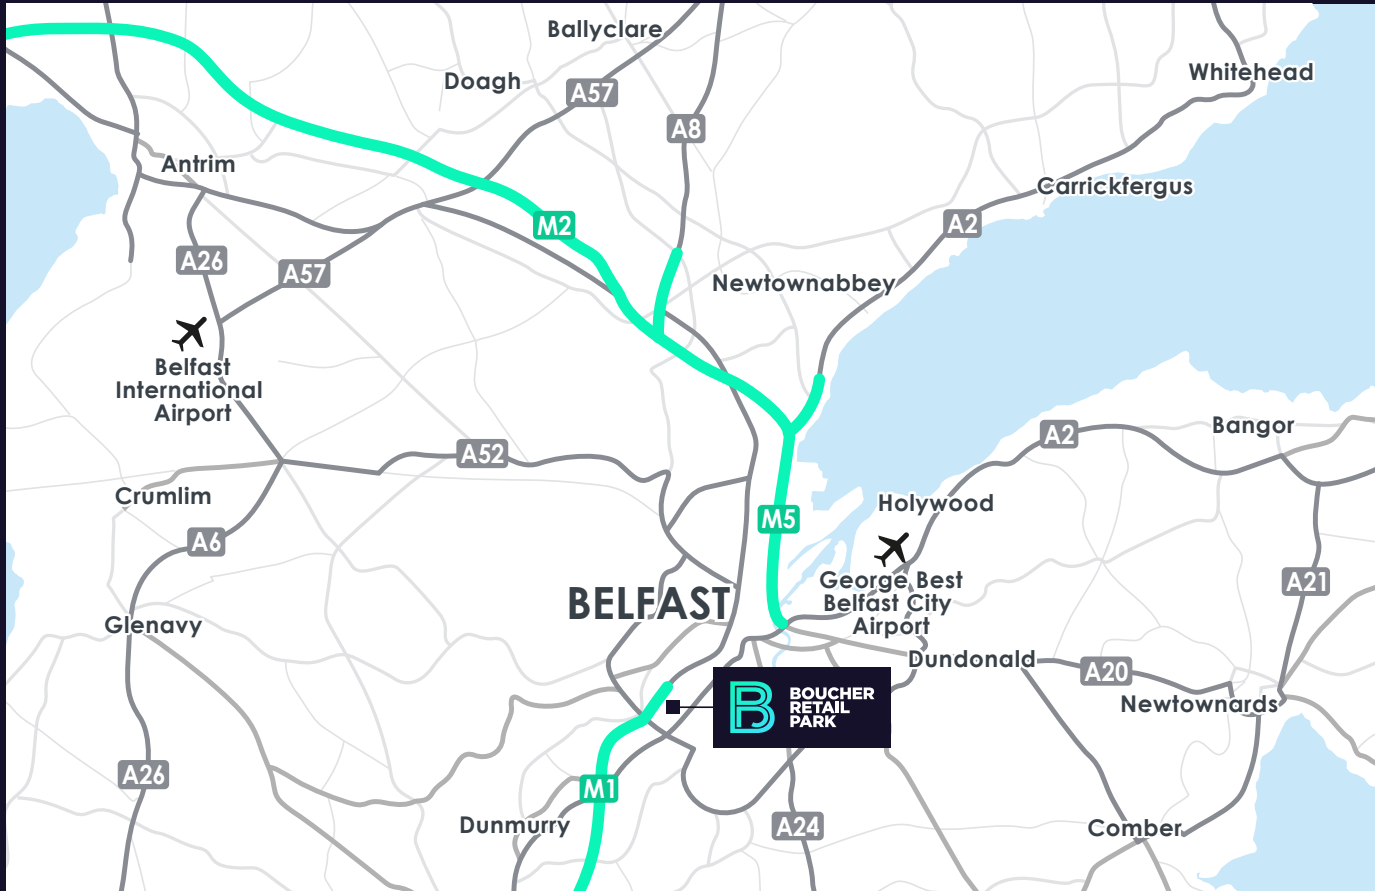 Ballyclare
Whitehead
Doagh
A57
A8
Antrim
Carrickfergus
M2
A2
A26
A57
Newtownabbey
Belfast
International
Airport
Bangor
A2
A52
Crumlim
Holywood
M5
A6
George Best
Belfast City
Airport
A21
BELFAST
Glenavy
Dundonald
A20
Newtownards
BOUCHER
RETAIL
PARK
A26
M1
Dunmurry
A24
Comber